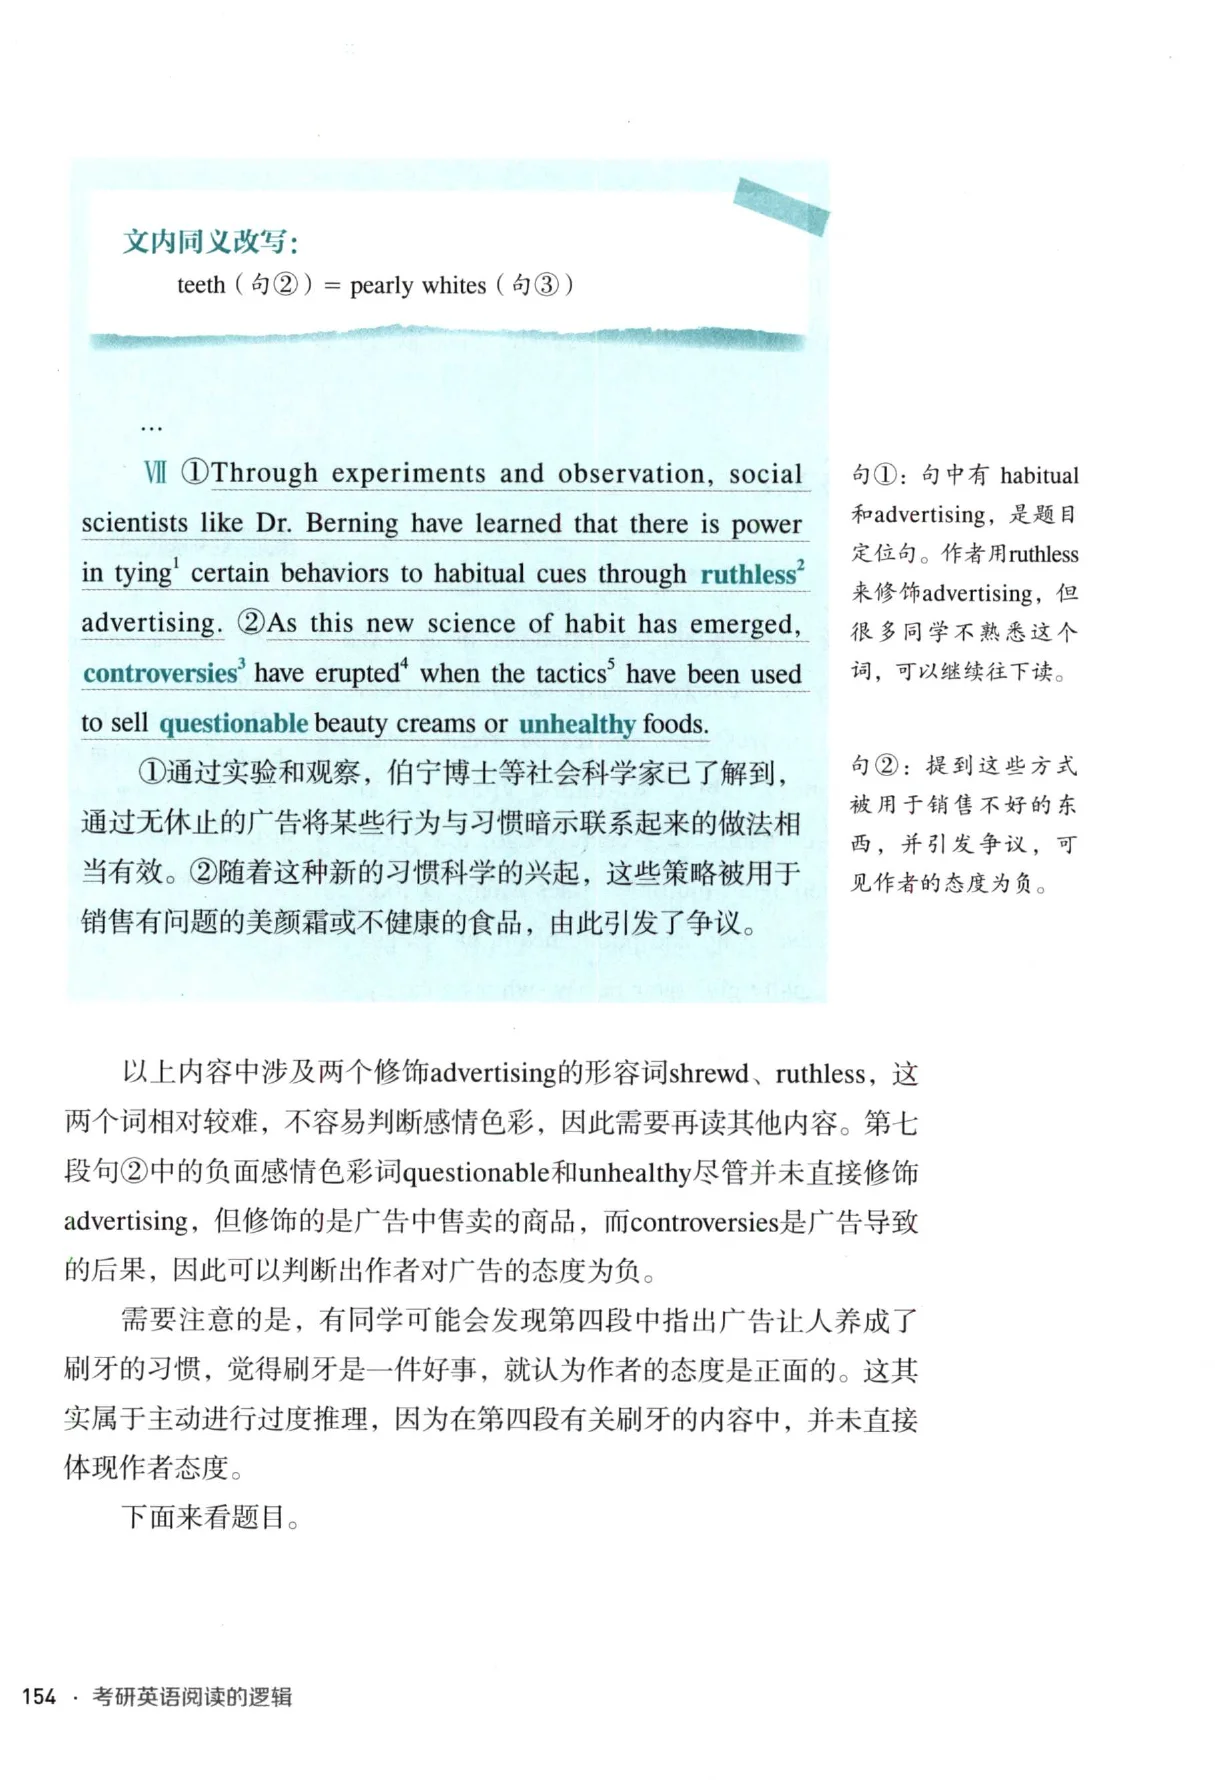 文内同义改写：
teeth（句②）= pearly whites（句③）
…
Ⅶ ①Through experiments and observation, social
scientists like Dr. Berning have learned that there is power
in tying¹ certain behaviors to habitual cues through ruthless²
advertising. ②As this new science of habit has emerged,
controversies³ have erupted⁴ when the tactics⁵ have been used
to sell questionable beauty creams or unhealthy foods.
①通过实验和观察，伯宁博士等社会科学家已了解到，
通过无休止的广告将某些行为与习惯暗示联系起来的做法相
当有效。②随着这种新的习惯科学的兴起，这些策略被用于
销售有问题的美颜霜或不健康的食品，由此引发了争议。
句①：句中有 habitual
和advertising，是题目
定位句。作者用ruthless
来修饰advertising，但
很多同学不熟悉这个
词，可以继续往下读。
句②：提到这些方式
被用于销售不好的东
西，并引发争议，可
见作者的态度为负。
以上内容中涉及两个修饰advertising的形容词shrewd、ruthless，这
两个词相对较难，不容易判断感情色彩，因此需要再读其他内容。第七
段句②中的负面感情色彩词questionable和unhealthy尽管并未直接修饰
advertising，但修饰的是广告中售卖的商品，而controversies是广告导致
的后果，因此可以判断出作者对广告的态度为负。
需要注意的是，有同学可能会发现第四段中指出广告让人养成了
刷牙的习惯，觉得刷牙是一件好事，就认为作者的态度是正面的。这其
实属于主动进行过度推理，因为在第四段有关刷牙的内容中，并未直接
体现作者态度。
下面来看题目。
154 · 考研英语阅读的逻辑